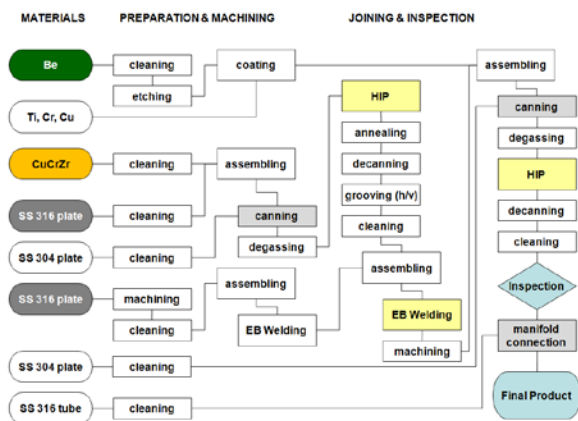 MATERIALS
PREPARATION & MACHINING
JOINING & INSPECTION
Be
cleaning
etching
coating
Ti, Cr, Cu
CuCrZr
cleaning
assembling
SS 316 plate
cleaning
canning
SS 304 plate
cleaning
degassing
SS 316 plate
machining
cleaning
assembling
EB Welding
SS 304 plate
cleaning
SS 316 tube
cleaning
HIP
annealing
decanning
grooving (h/v)
cleaning
assembling
EB Welding
machining
assembling
canning
degassing
HIP
decanning
cleaning
Inspection
manifold
connection
Final Product